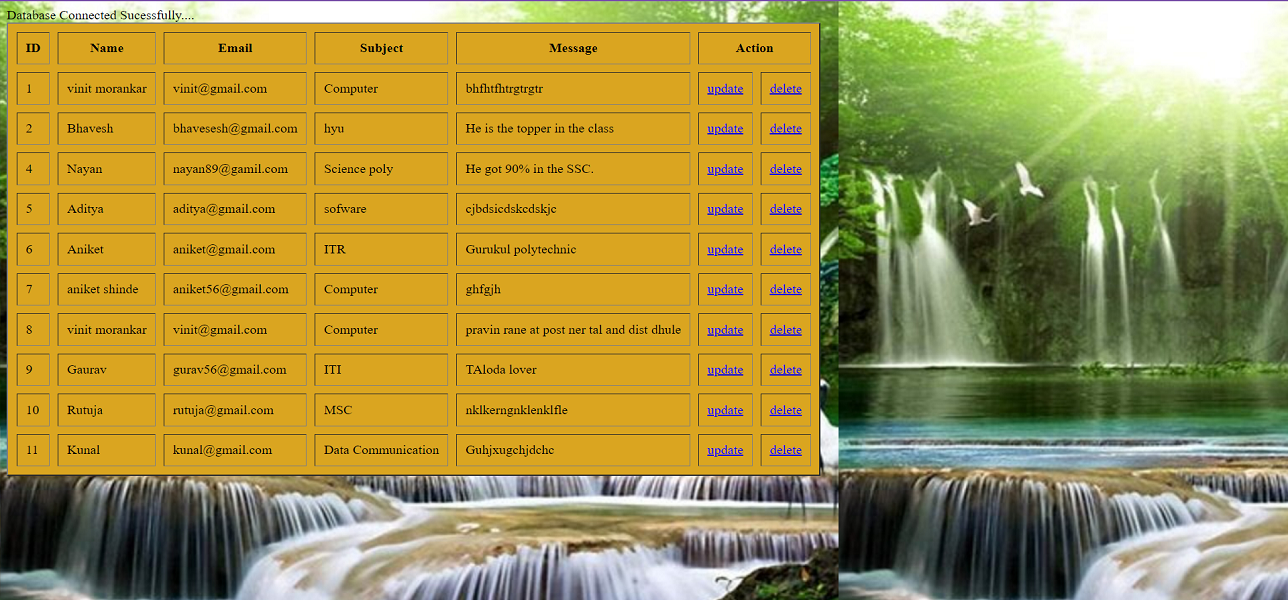 Database Connected Sucessfully....
ID Name Email Subject Message Action
1 vinit morankar vinit@gmail.com Computer bhfhtfhtrgtrgtr update delete
2 Bhavesh bhavesesh@gmail.com hyu He is the topper in the class update delete
4 Nayan nayan89@gamil.com Science poly He got 90% in the SSC. update delete
5 Aditya aditya@gmail.com sofware cjbdsicdskcdskjc update delete
6 Aniket aniket@gmail.com ITR Gurukul polytechnic update delete
7 aniket shinde aniket56@gmail.com Computer ghfgjh update delete
8 vinit morankar vinit@gmail.com Computer pravin rane at post ner tal and dist dhule update delete
9 Gaurav gurav56@gmail.com ITI TAloda lover update delete
10 Rutuja rutuja@gmail.com MSC nklkerngnklenklfle update delete
11 Kunal kunal@gmail.com Data Communication Guhjxugchjdchc update delete